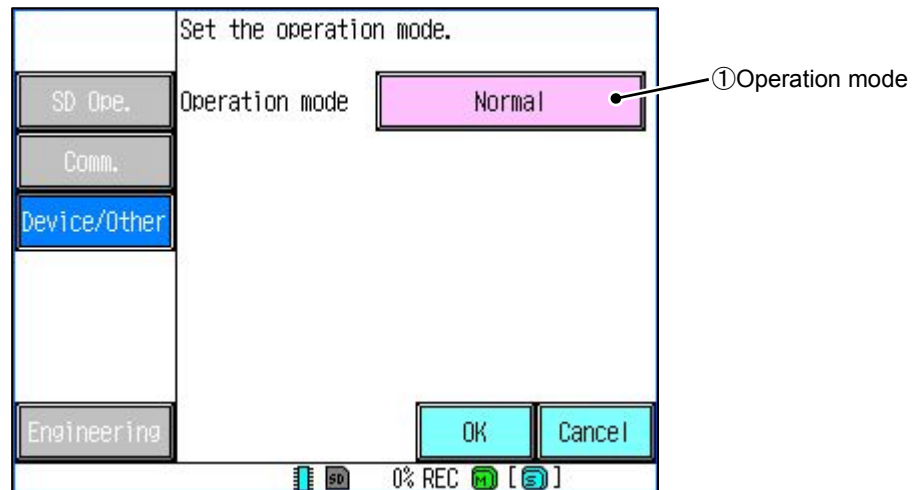 Set the operation mode.
①Operation mode
SD Ope.
Operation mode
Normal
Comm.
Device/Other
Engineering
OK
Cancel
SD 0% REC M [S]